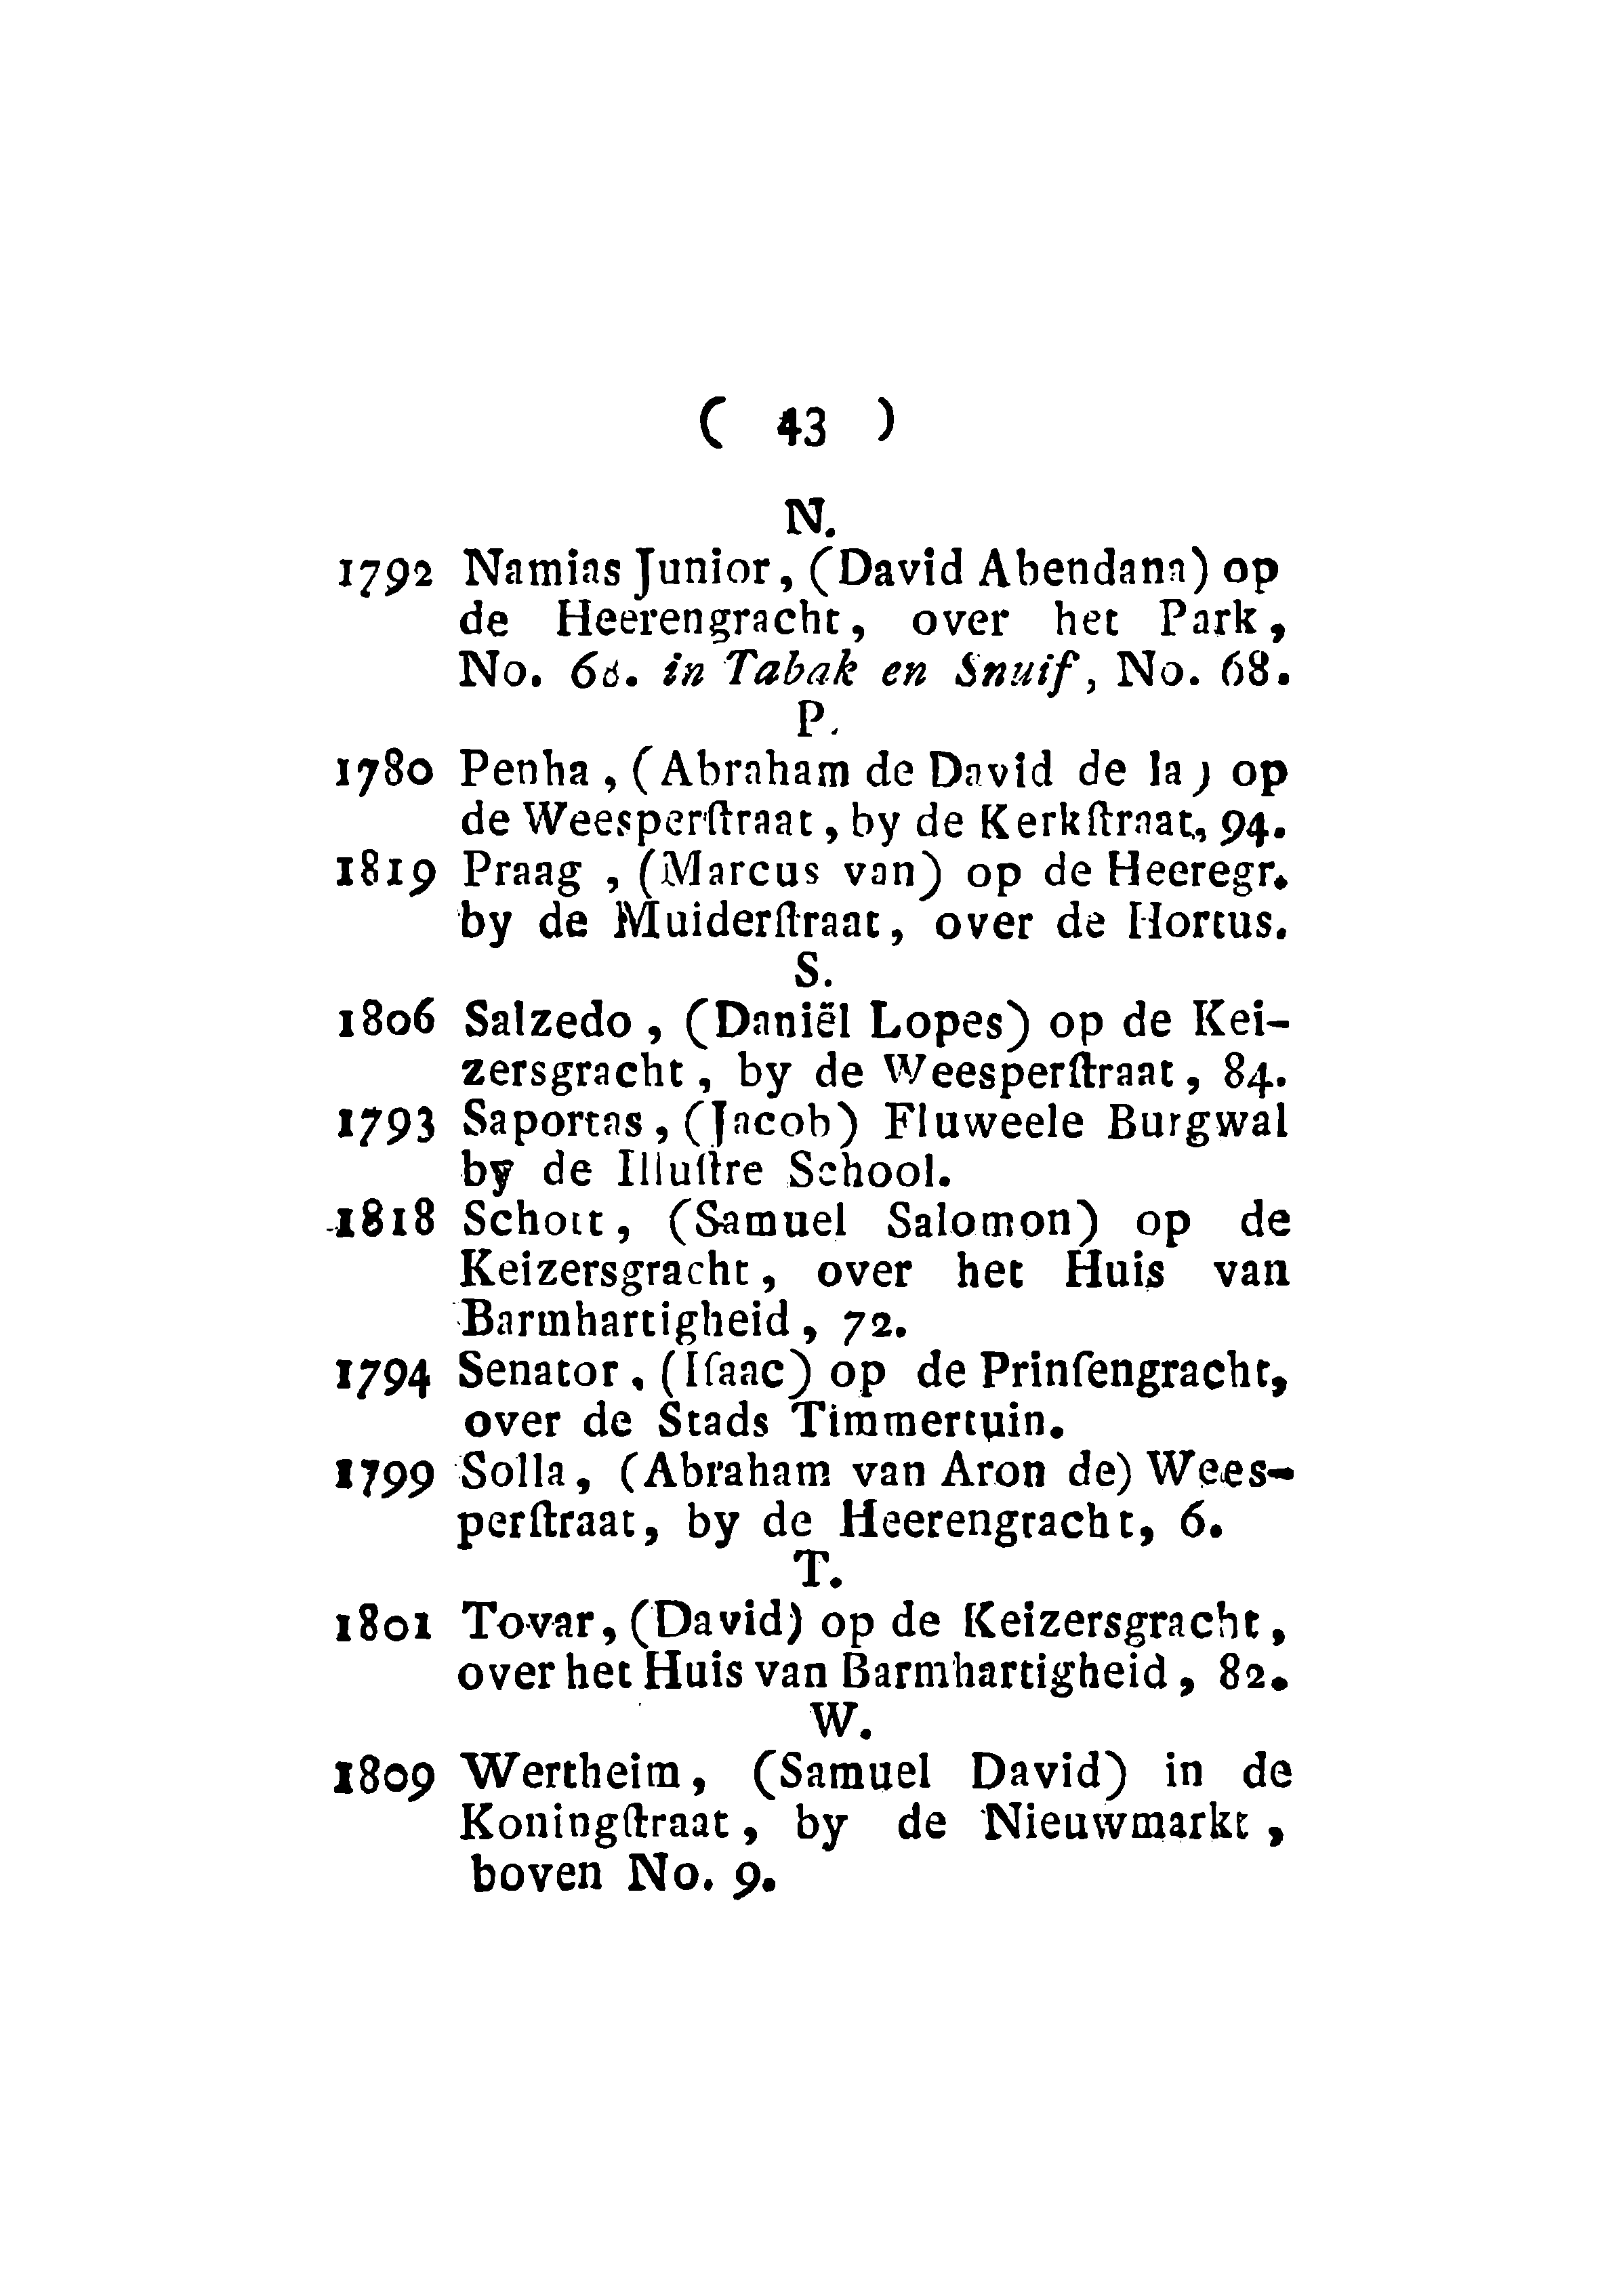 ( 43 )
N.
1792 Namias Junior, (David Abendana) op
de Heerengracht, over het Park,
No. 68. in Tabak en Snuif, No. 68.
P.
1780 Penha, (Abraham de David de la) op
de Weesperſtraat, by de Kerkſtraat, 94.
1819 Praag, (Marcus van) op de Heeregr.
by de Muiderſtraat, over de Hortus.
S.
1806 Salzedo, (Daniël Lopes) op de Kei-
zersgracht, by de Weesperſtraat, 84.
1793 Saportas, (Jacob) Fluweele Burgwal
by de Illuſtre School.
1818 Schott, (Samuel Salomon) op de
Keizersgracht, over het Huis van
Barmhartigheid, 72.
1794 Senator, (Iſaac) op de Prinſengracht,
over de Stads Timmertuin.
1799 Solla, (Abraham van Aron de) Wees-
perſtraat, by de Heerengracht, 6.
T.
1801 Tovar, (David) op de Keizersgracht,
over het Huis van Barmhartigheid, 82.
W.
1809 Wertheim, (Samuel David) in de
Koningſtraat, by de Nieuwmarkt,
boven No. 9.